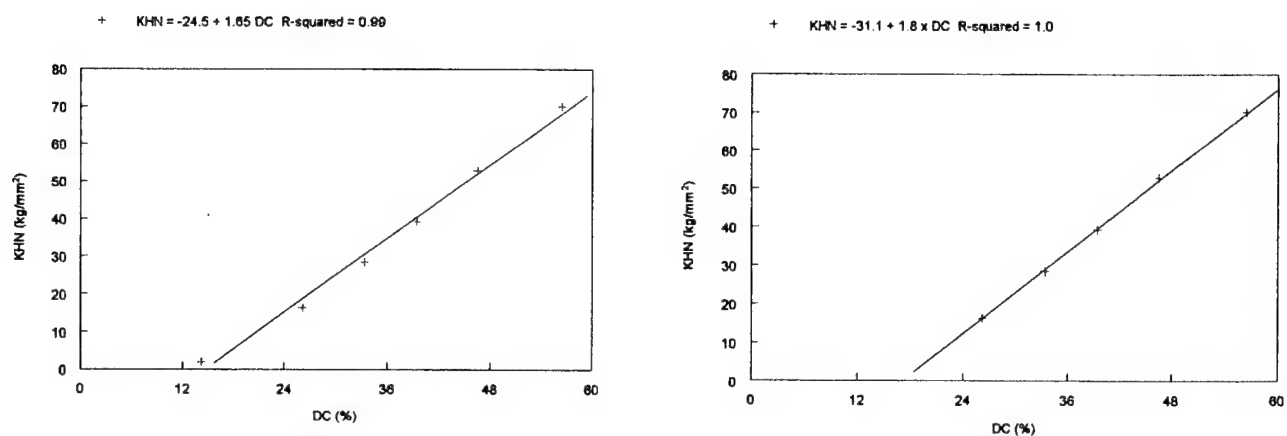 + KHN = -24.5 + 1.65 DC R-squared = 0.99
80
70
60
50
40
30
20
10
0
KHN (kg/mm²)
0 12 24 36 48 60
DC (%)
+ KHN = -31.1 + 1.8 x DC R-squared = 1.0
80
70
60
50
40
30
20
10
0
KHN (kg/mm²)
0 12 24 36 48 60
DC (%)